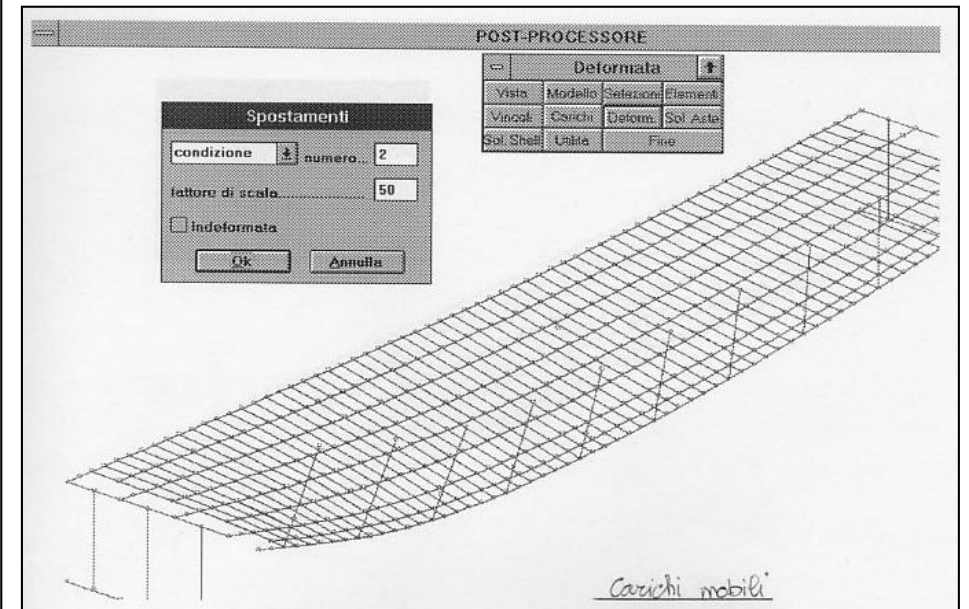 POST-PROCESSORE
Deformata
Vista Modello Selezioni Elementi
Vincoli Carichi Deform. Sol. Aste
Sol. Shell Utilità Fine
Spostamenti
condizione numero... 2
fattore di scala................... 50
Indeformata
Ok Annulla
Carichi mobili